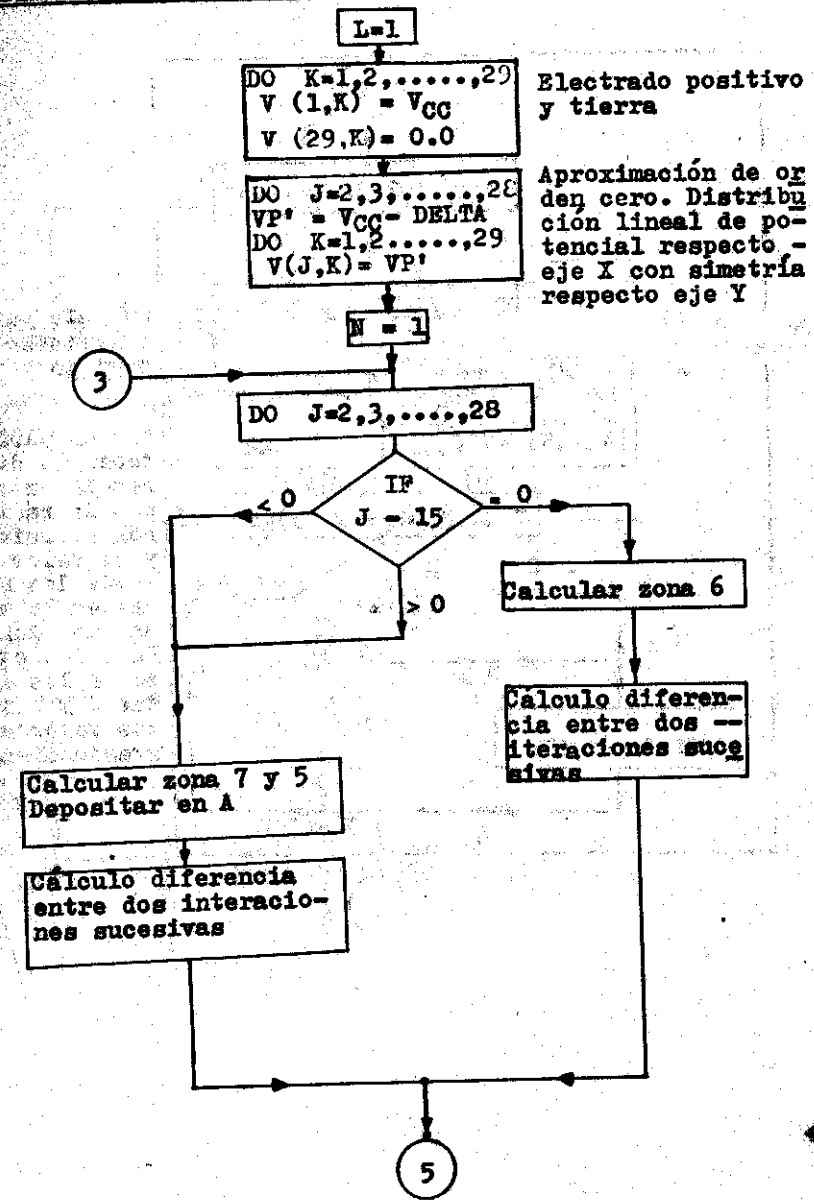 L=1
DO K=1,2,.....,29
V (1,K) = VCC
V (29,K)= 0.0
Electrado positivo
y tierra
DO J=2,3,......,28
VP' = VCC- DELTA
DO K=1,2.....,29
V(J,K)= VP'
Aproximación de or
den cero. Distribu
ción lineal de po-
tencial respecto -
eje X con simetría
respecto eje Y
N = 1
3
DO J=2,3,.....,28
IF
J - 15
< 0
= 0
> 0
Calcular zona 6
Cálculo diferen-
cia entre dos --
iteraciones suce
sivas
Calcular zona 7 y 5
Depositar en A
Cálculo diferencia
entre dos interacio-
nes sucesivas
5